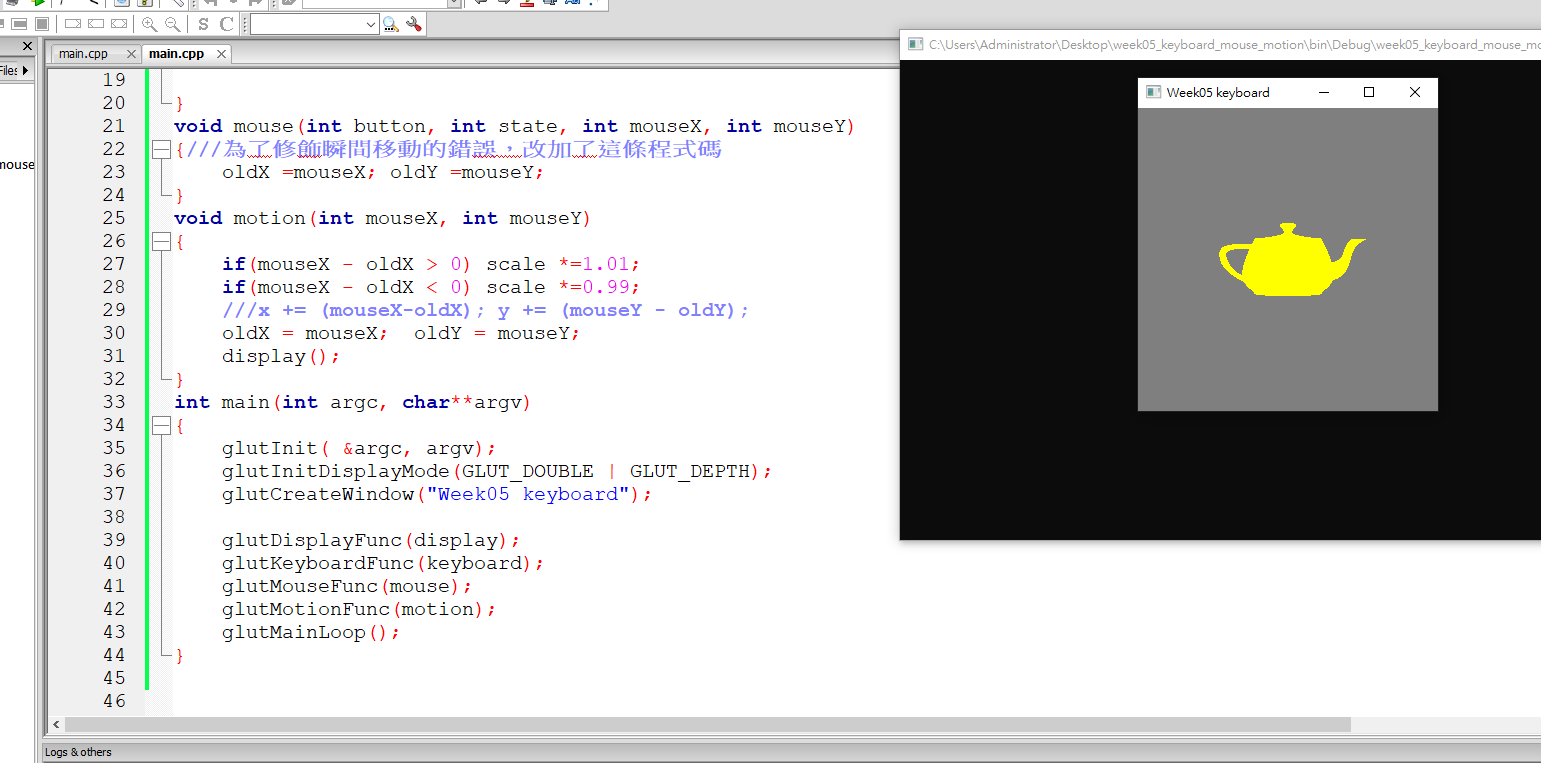 main.cpp
main.cpp
C:\Users\Administrator\Desktop\week05_keyboard_mouse_motion\bin\Debug\week05_keyboard_mouse_mo
Files
mouse
Week05 keyboard
19
20 }
21 void mouse(int button, int state, int mouseX, int mouseY)
22 {///為了修飾瞬間移動的錯誤，改加了這條程式碼
23 oldX =mouseX; oldY =mouseY;
24 }
25 void motion(int mouseX, int mouseY)
26 {
27 if(mouseX - oldX > 0) scale *=1.01;
28 if(mouseX - oldX < 0) scale *=0.99;
29 ///x += (mouseX-oldX); y += (mouseY - oldY);
30 oldX = mouseX;  oldY = mouseY;
31 display();
32 }
33 int main(int argc, char**argv)
34 {
35 glutInit( &argc, argv);
36 glutInitDisplayMode(GLUT_DOUBLE | GLUT_DEPTH);
37 glutCreateWindow("Week05 keyboard");
38
39 glutDisplayFunc(display);
40 glutKeyboardFunc(keyboard);
41 glutMouseFunc(mouse);
42 glutMotionFunc(motion);
43 glutMainLoop();
44 }
45
46
Logs & others